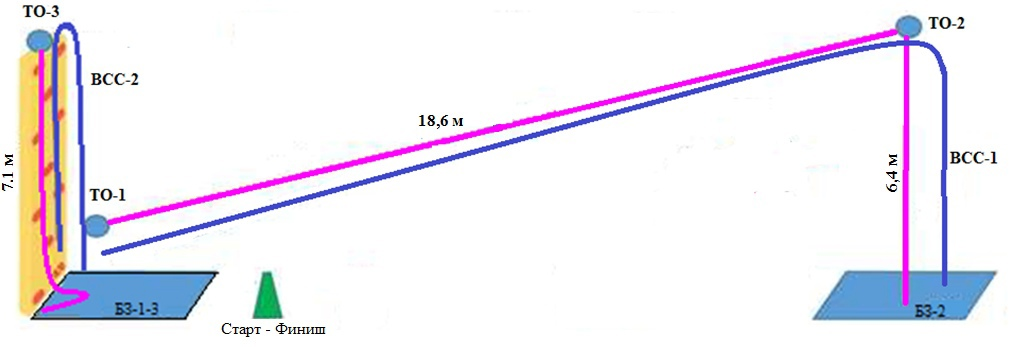 ТО-3
ТО-2
ВСС-2
18,6 м
ВСС-1
7.1 м
6,4 м
ТО-1
БЗ-1-3
БЗ-2
Старт - Финиш